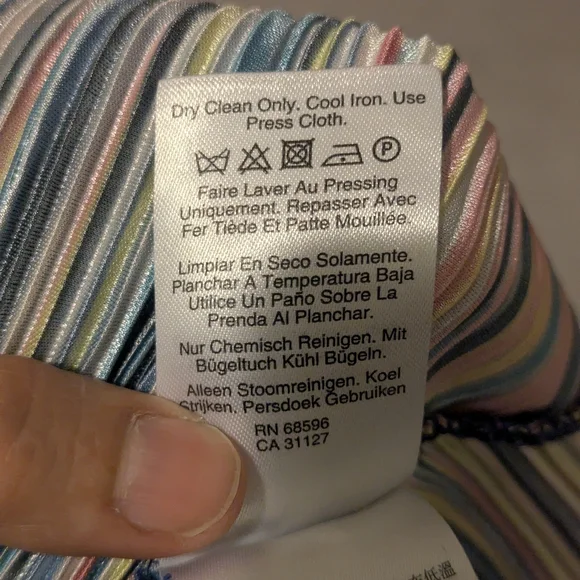 Dry Clean Only. Cool Iron. Use
Press Cloth.
P
Faire Laver Au Pressing
Uniquement. Repasser Avec
Fer Tiède Et Patte Mouillée.
Limpiar En Seco Solamente.
Planchar A Temperatura Baja
Utilice Un Paño Sobre La
Prenda Al Planchar.
Nur Chemisch Reinigen. Mit
Bügeltuch Kühl Bügeln.
Alleen Stoomreinigen. Koel
Strijken. Persdoek Gebruiken
RN 68596
CA 31127
低溫